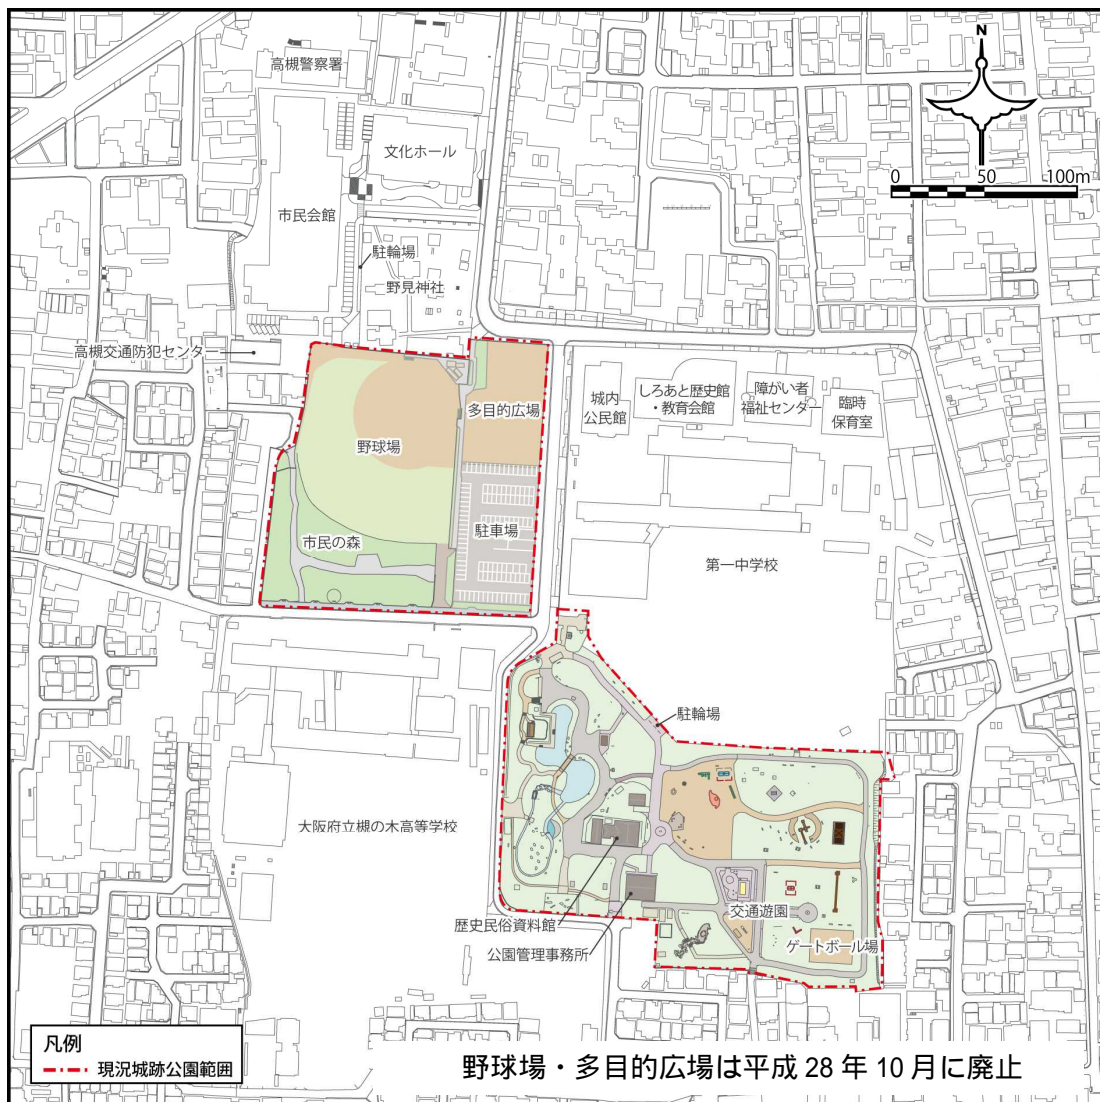 高槻警察署
N
文化ホール
0 50 100m
市民会館
駐輪場
野見神社
高槻交通防犯センター
城内
公民館
しろあと歴史館
・教育会館
障がい者
福祉センター
臨時
保育室
多目的広場
野球場
駐車場
市民の森
第一中学校
駐輪場
大阪府立槻の木高等学校
交通遊園
歴史民俗資料館
ゲートボール場
公園管理事務所
凡例
現況城跡公園範囲
野球場・多目的広場は平成 28 年 10 月に廃止